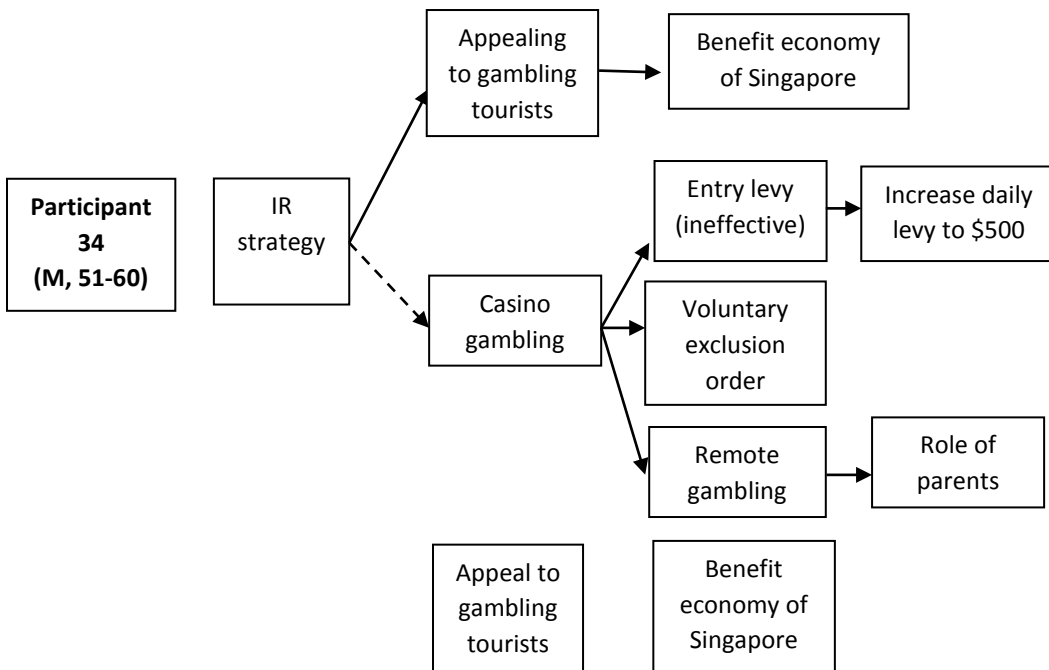 Appealing
to gambling
tourists
Benefit economy
of Singapore
Participant
34
(M, 51-60)
IR
strategy
Entry levy
(ineffective)
Increase daily
levy to $500
Casino
gambling
Voluntary
exclusion
order
Remote
gambling
Role of
parents
Appeal to
gambling
tourists
Benefit
economy of
Singapore